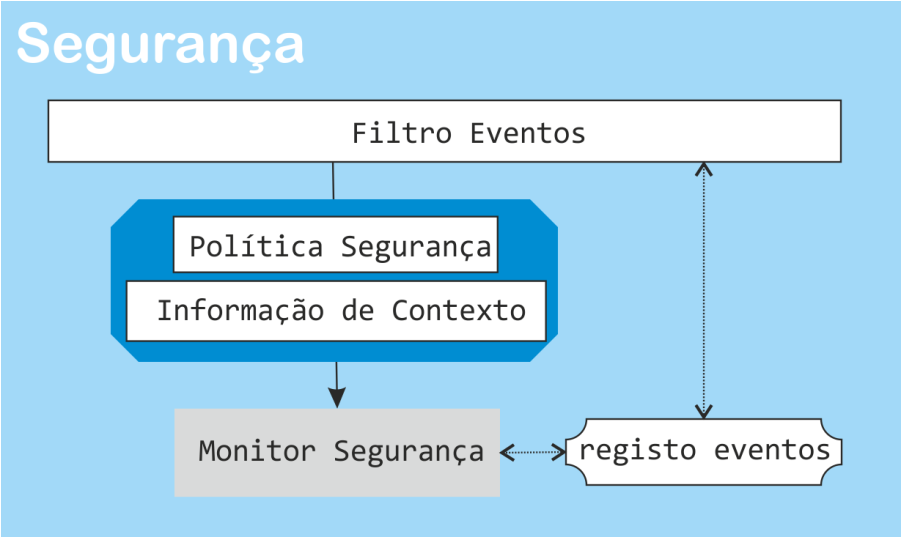 Segurança
Filtro Eventos
Política Segurança
Informação de Contexto
Monitor Segurança
registo eventos